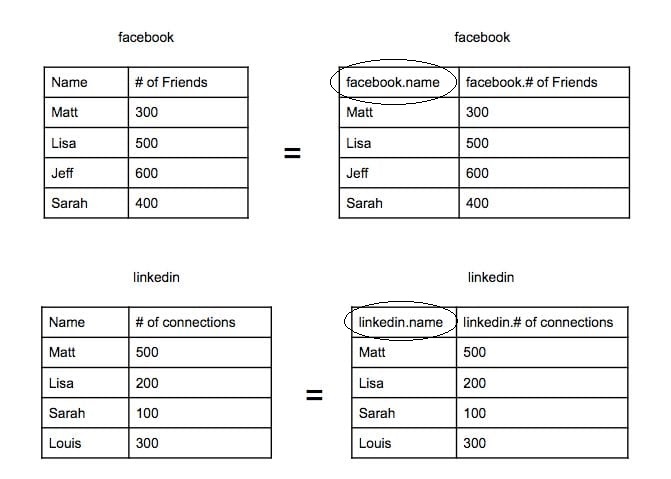 facebook
facebook
Name # of Friends
Matt 300
Lisa 500
Jeff 600
Sarah 400
=
facebook.name facebook.# of Friends
Matt 300
Lisa 500
Jeff 600
Sarah 400
linkedin
linkedin
Name # of connections
Matt 500
Lisa 200
Sarah 100
Louis 300
=
linkedin.name linkedin.# of connections
Matt 500
Lisa 200
Sarah 100
Louis 300